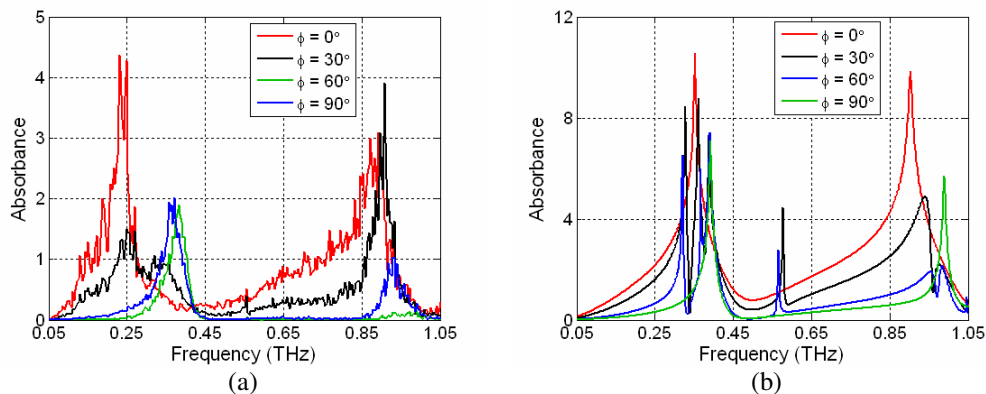 5
4
3
2
1
0
Absorbance
0.05 0.25 0.45 0.65 0.85 1.05
Frequency (THz)
ϕ = 0°
ϕ = 30°
ϕ = 60°
ϕ = 90°
(a)
12
8
4
0
Absorbance
0.05 0.25 0.45 0.65 0.85 1.05
Frequency (THz)
ϕ = 0°
ϕ = 30°
ϕ = 60°
ϕ = 90°
(b)